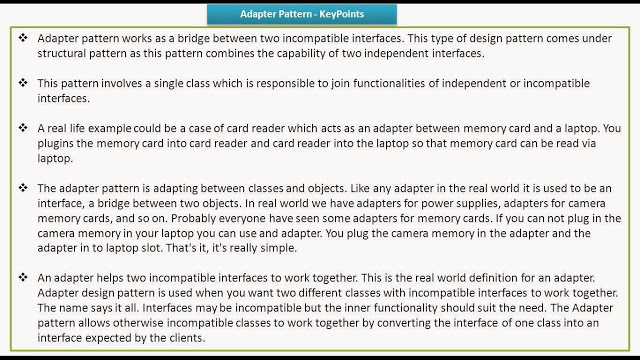 Adapter Pattern - KeyPoints
Adapter pattern works as a bridge between two incompatible interfaces. This type of design pattern comes under
structural pattern as this pattern combines the capability of two independent interfaces.
This pattern involves a single class which is responsible to join functionalities of independent or incompatible
interfaces.
A real life example could be a case of card reader which acts as an adapter between memory card and a laptop. You
plugins the memory card into card reader and card reader into the laptop so that memory card can be read via
laptop.
The adapter pattern is adapting between classes and objects. Like any adapter in the real world it is used to be an
interface, a bridge between two objects. In real world we have adapters for power supplies, adapters for camera
memory cards, and so on. Probably everyone have seen some adapters for memory cards. If you can not plug in the
camera memory in your laptop you can use and adapter. You plug the camera memory in the adapter and the
adapter in to laptop slot. That's it, it's really simple.
An adapter helps two incompatible interfaces to work together. This is the real world definition for an adapter.
Adapter design pattern is used when you want two different classes with incompatible interfaces to work together.
The name says it all. Interfaces may be incompatible but the inner functionality should suit the need. The Adapter
pattern allows otherwise incompatible classes to work together by converting the interface of one class into an
interface expected by the clients.